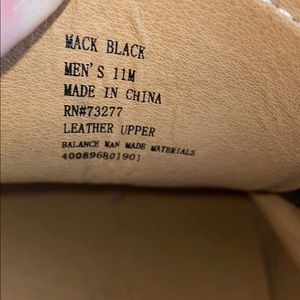 MACK BLACK
MEN'S 11M
MADE IN CHINA
RN#73277
LEATHER UPPER
BALANCE MAN MADE MATERIALS
400896801901